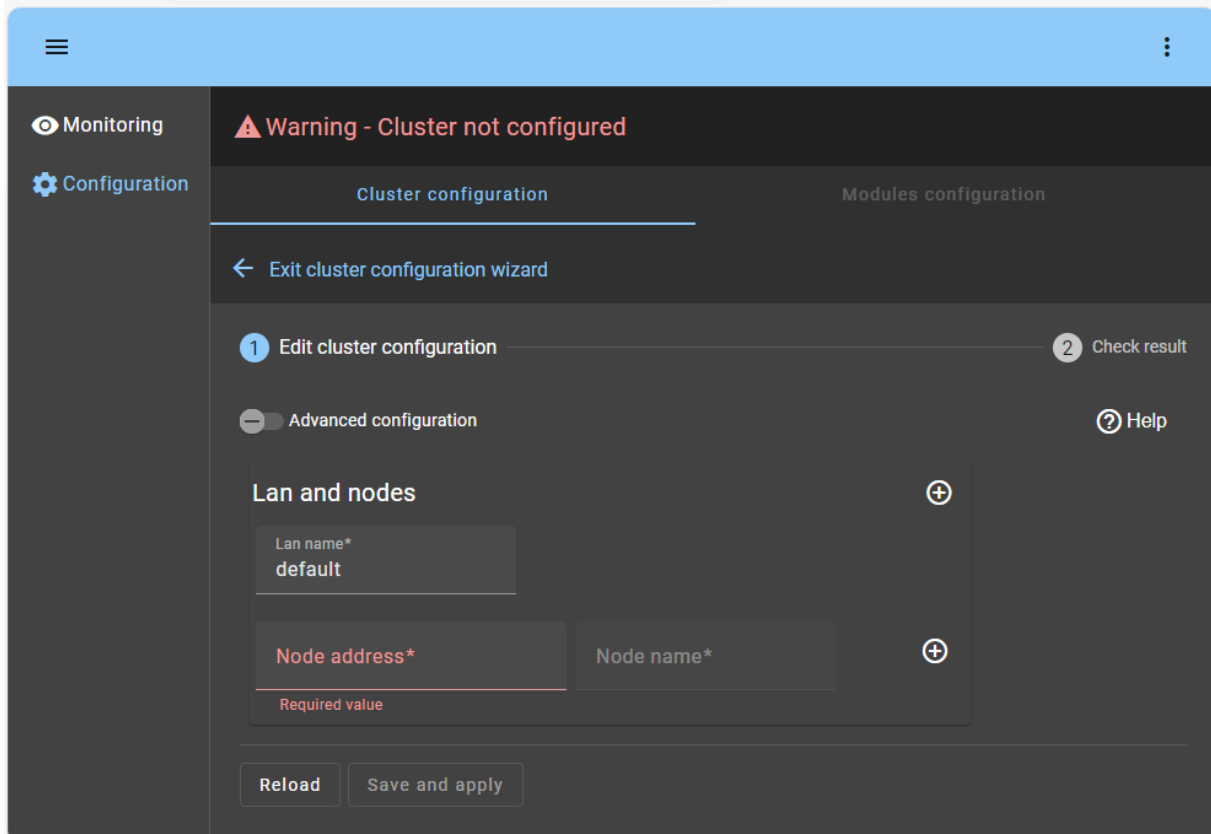 Monitoring
Configuration
Warning - Cluster not configured
Cluster configuration
Modules configuration
Exit cluster configuration wizard
1 Edit cluster configuration
2 Check result
Advanced configuration
Help
Lan and nodes
Lan name*
default
Node address*
Node name*
Required value
Reload
Save and apply